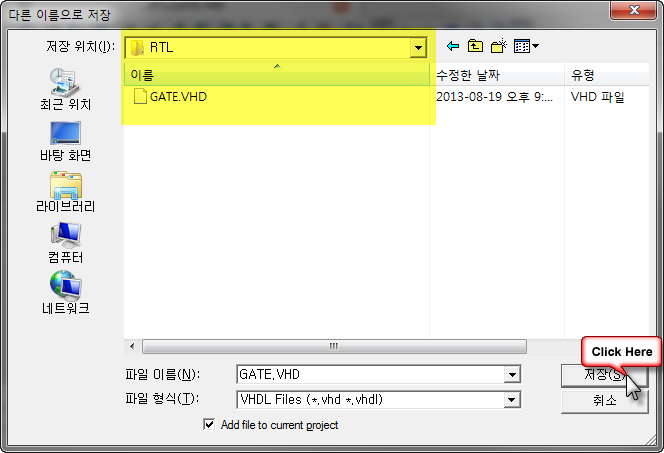 다른 이름으로 저장
저장 위치(I):
RTL
이름
수정한 날짜
유형
GATE.VHD
2013-08-19 오후 9:...
VHD 파일
최근 위치
바탕 화면
라이브러리
컴퓨터
네트워크
Click Here
파일 이름(N):
GATE.VHD
저장(S)
파일 형식(T):
VHDL Files (*.vhd *.vhdl)
취소
Add file to current project